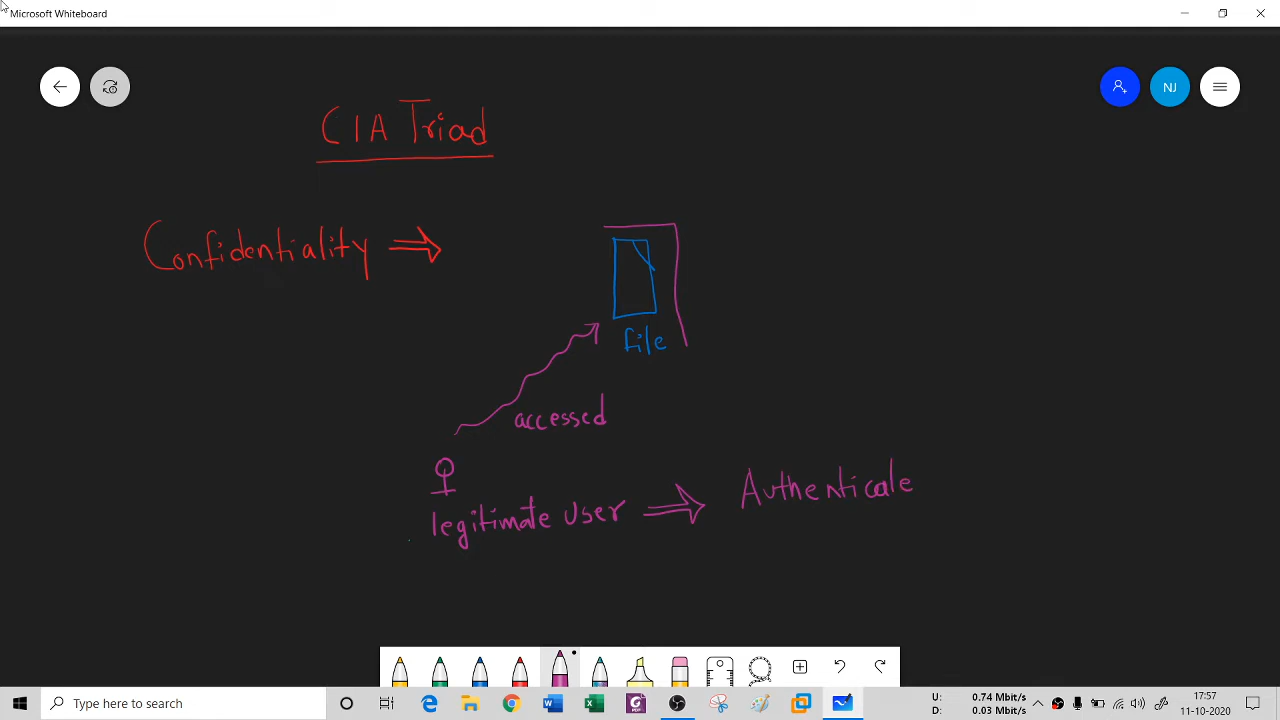 Microsoft Whiteboard
NJ
CIA Triad
Confidentiality ⇒
file
accessed
legitimate user ⇒ Authenticate
Type here to search
U: 0.74 Mbit/s
D: 0.03 Mbit/s
17:57
11-10-2020